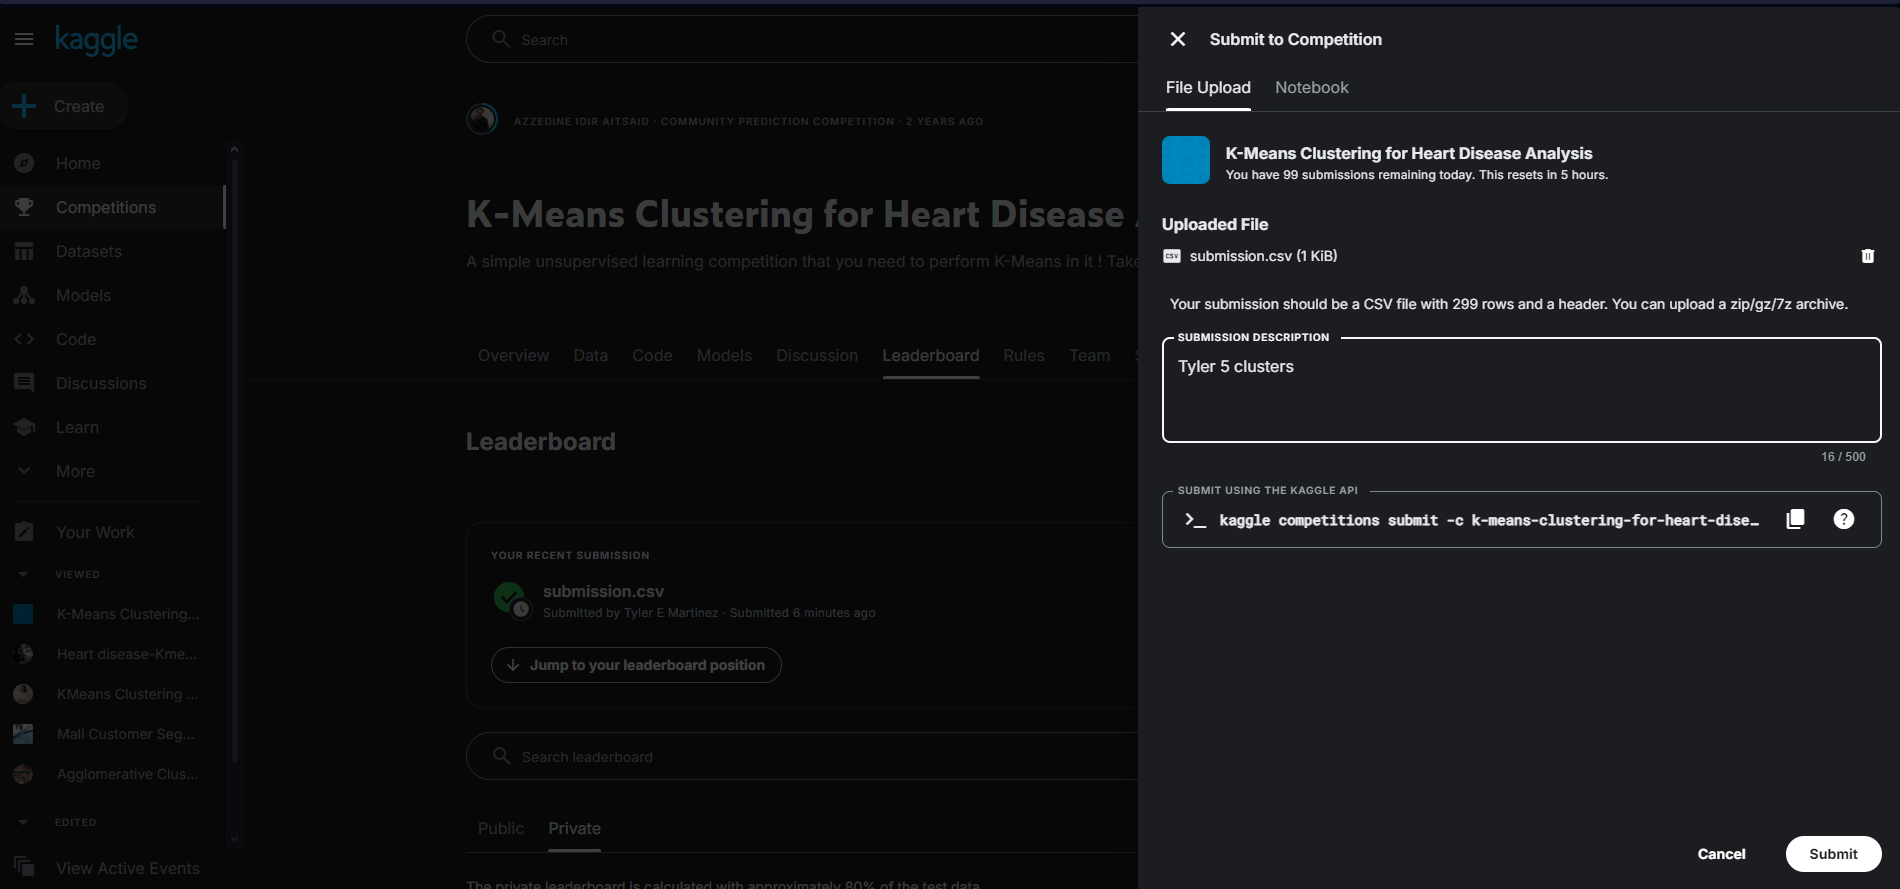 kaggle
Search
Create
Home
Competitions
Datasets
Models
Code
Discussions
Learn
More
Your Work
VIEWED
K-Means Clustering...
Heart disease-Kme...
KMeans Clustering ...
Mall Customer Seg...
Agglomerative Clus...
EDITED
View Active Events
AZZEDINE IDIR AITSAID · COMMUNITY PREDICTION COMPETITION · 2 YEARS AGO
K-Means Clustering for Heart Disease
A simple unsupervised learning competition that you need to perform K-Means in it ! Take
Overview Data Code Models Discussion Leaderboard Rules Team
Leaderboard
YOUR RECENT SUBMISSION
submission.csv
Submitted by Tyler E Martinez · Submitted 6 minutes ago
Jump to your leaderboard position
Search leaderboard
Public Private
The private leaderboard is calculated with approximately 80% of the test data
Submit to Competition
File Upload Notebook
K-Means Clustering for Heart Disease Analysis
You have 99 submissions remaining today. This resets in 5 hours.
Uploaded File
CSV submission.csv (1 KiB)
Your submission should be a CSV file with 299 rows and a header. You can upload a zip/gz/7z archive.
SUBMISSION DESCRIPTION
Tyler 5 clusters
16 / 500
SUBMIT USING THE KAGGLE API
>_ kaggle competitions submit -c k-means-clustering-for-heart-dise…
Cancel Submit